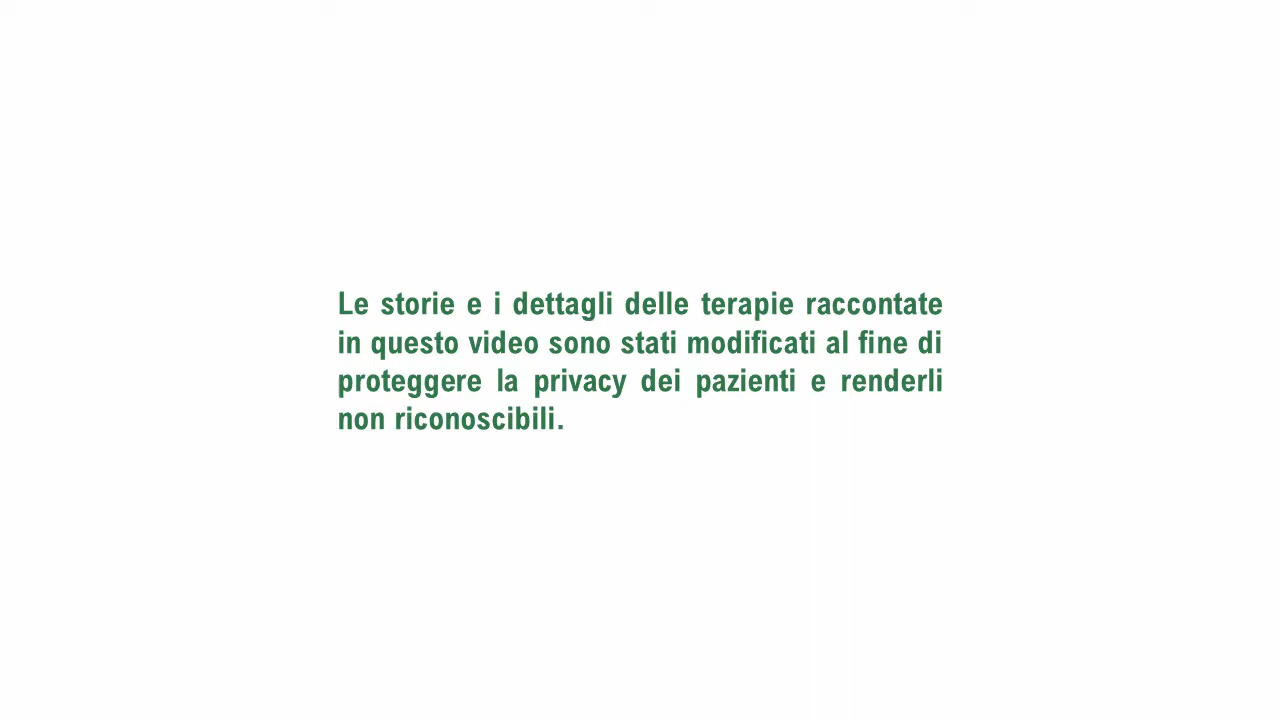 Le storie e i dettagli delle terapie raccontate
in questo video sono stati modificati al fine di
proteggere la privacy dei pazienti e renderli
non riconoscibili.